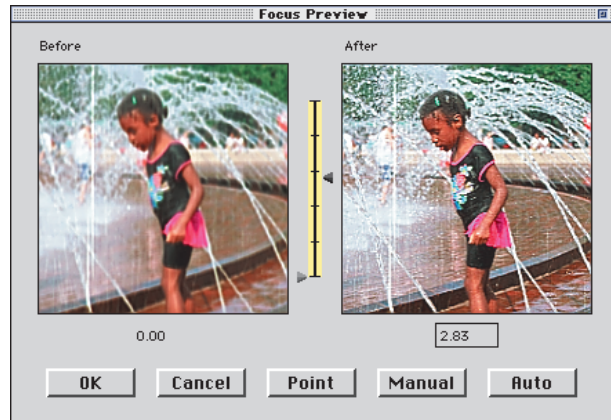 Focus Preview
Before
After
0.00
2.83
OK
Cancel
Point
Manual
Auto